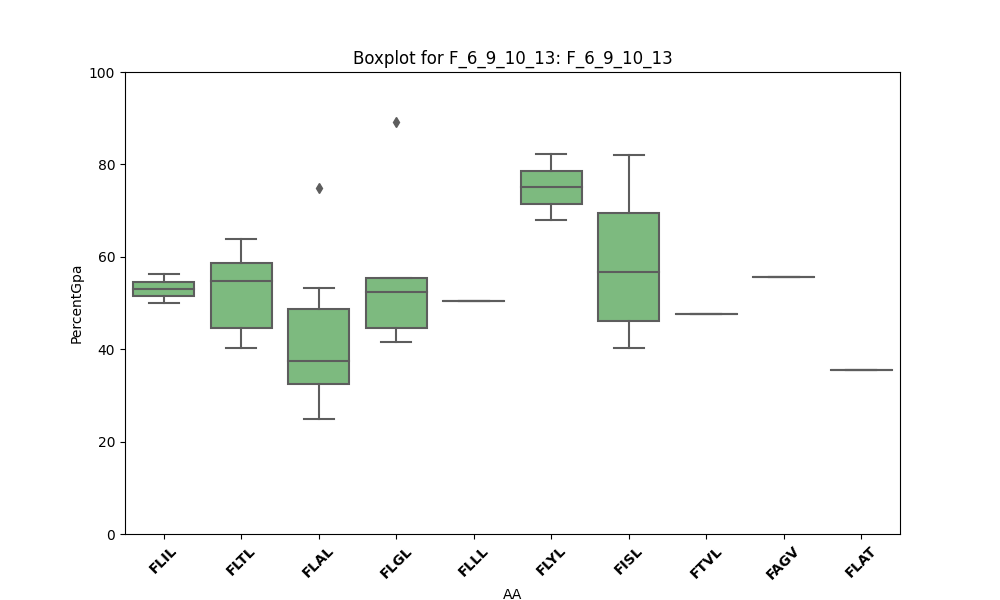 Boxplot for F_6_9_10_13: F_6_9_10_13
100
80
60
40
20
0
PercentGpa
FLIL
FLTL
FLAL
FLGL
FLLL
FLYL
FISL
FTVL
FAGV
FLAT
AA